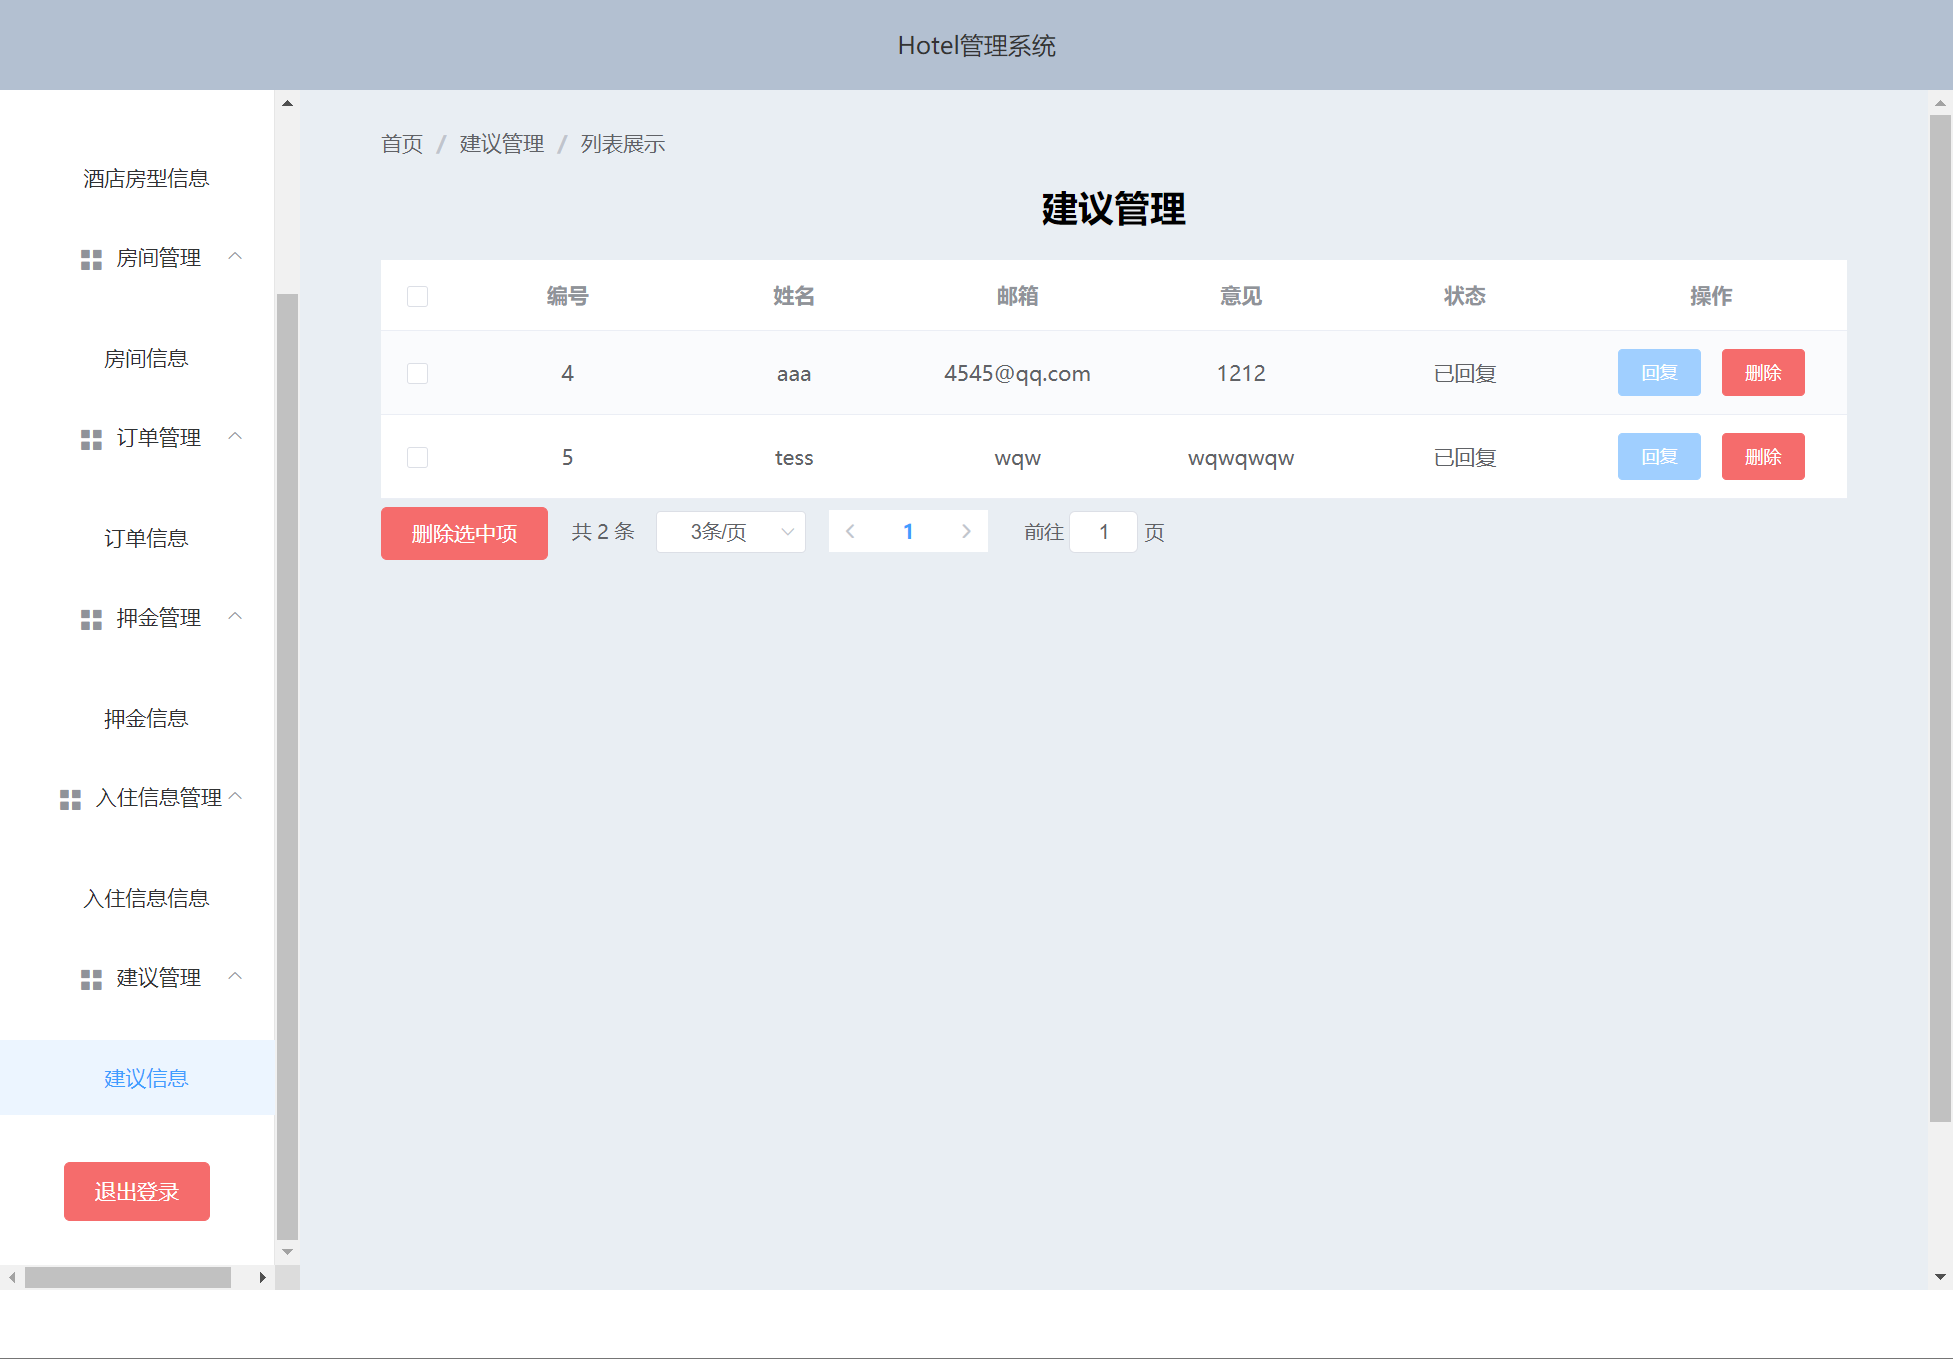 Hotel管理系统
酒店房型信息
房间管理
房间信息
订单管理
订单信息
押金管理
押金信息
入住信息管理
入住信息信息
建议管理
建议信息
退出登录
首页 / 建议管理 / 列表展示
建议管理
编号 姓名 邮箱 意见 状态 操作
4 aaa 4545@qq.com 1212 已回复 回复 删除
5 tess wqw wqwqwqw 已回复 回复 删除
删除选中项 共 2 条 3条/页 1 前往 1 页